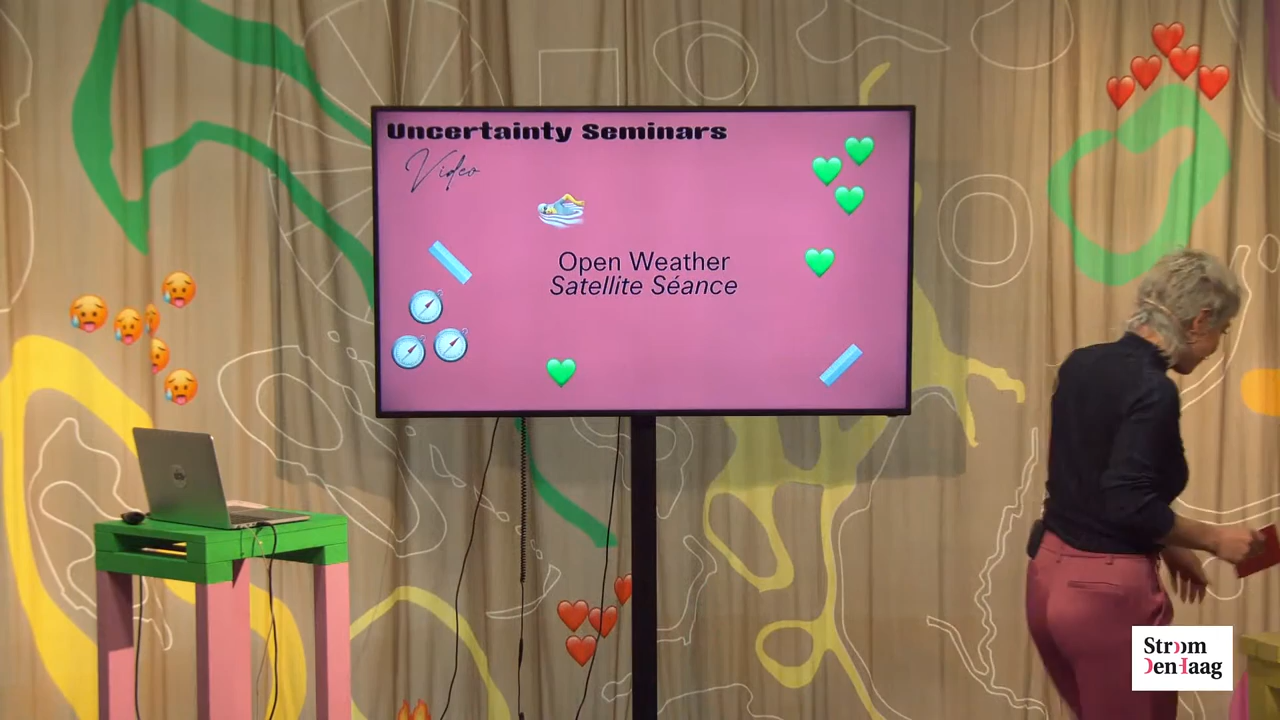 Uncertainty Seminars
Video
Open Weather
Satellite Séance
Stroom
Den Haag